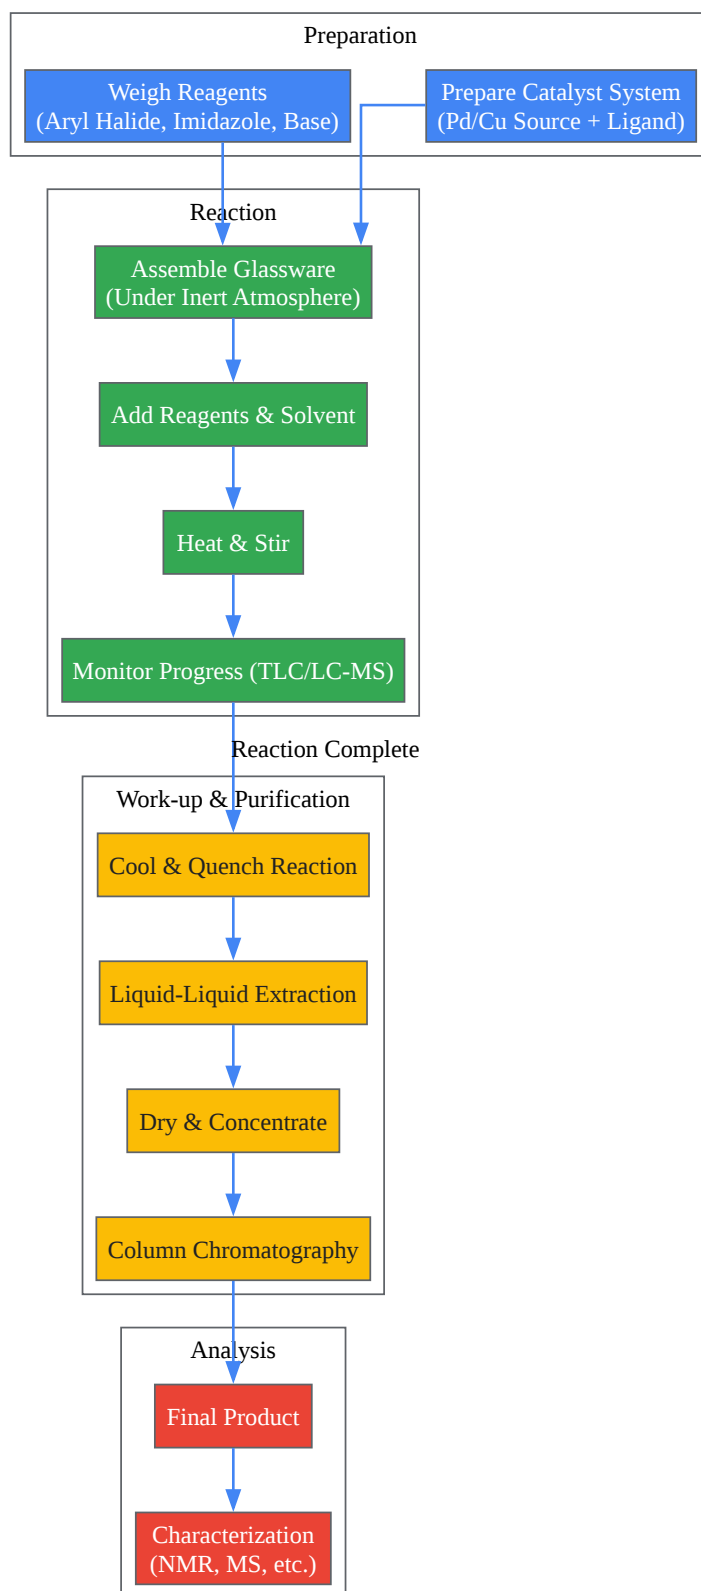 Preparation
Weigh Reagents
(Aryl Halide, Imidazole, Base)
Prepare Catalyst System
(Pd/Cu Source + Ligand)
Reaction
Assemble Glassware
(Under Inert Atmosphere)
Add Reagents & Solvent
Heat & Stir
Monitor Progress (TLC/LC-MS)
Reaction Complete
Work-up & Purification
Cool & Quench Reaction
Liquid-Liquid Extraction
Dry & Concentrate
Column Chromatography
Analysis
Final Product
Characterization
(NMR, MS, etc.)